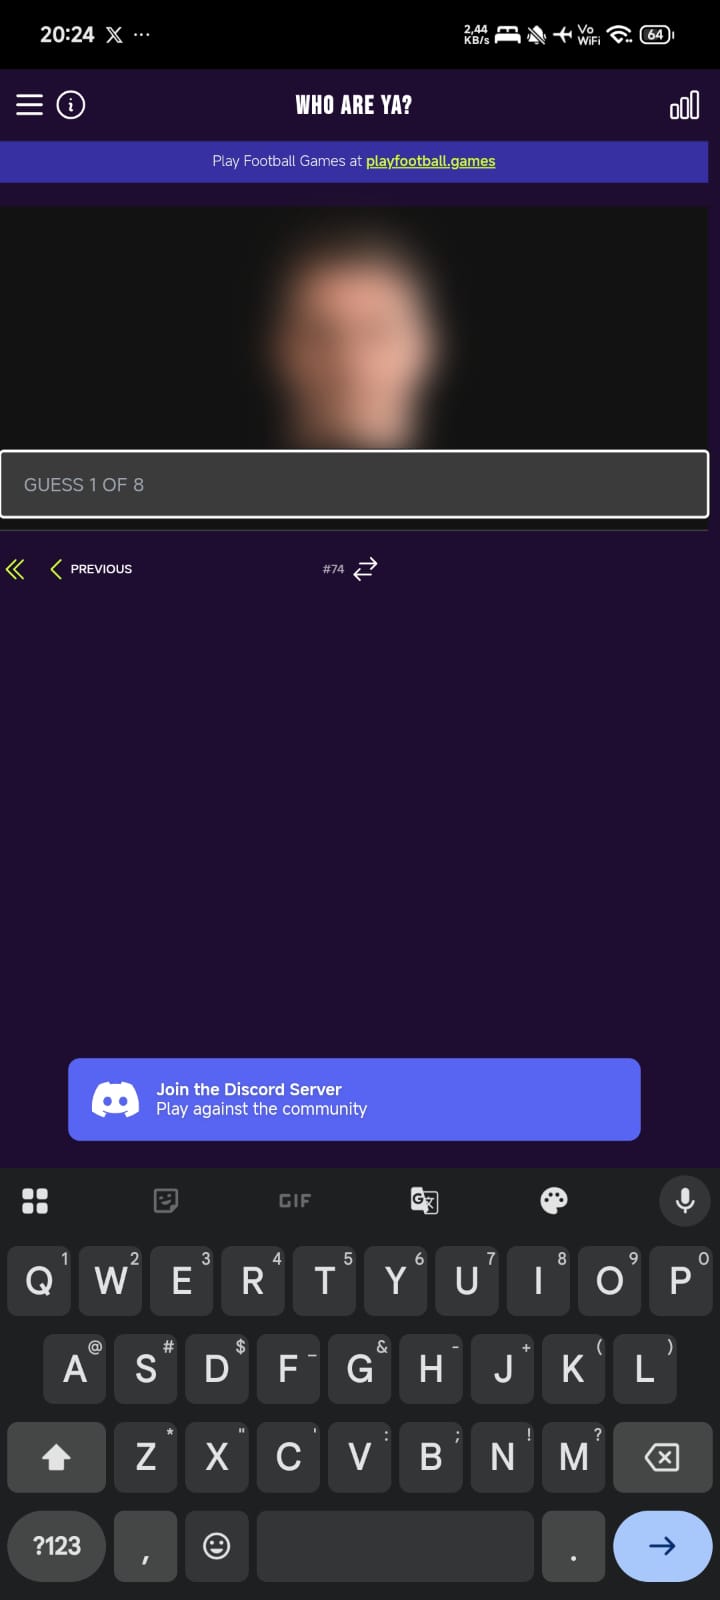 20:24
2,44 KB/s
Vo WiFi
64
WHO ARE YA?
Play Football Games at playfootball.games
GUESS 1 OF 8
PREVIOUS
#74
Join the Discord Server
Play against the community
GIF
G
Q 1 W 2 E 3 R 4 T 5 Y 6 U 7 I 8 O 9 P 0
A @ S # D $ F _ G & H - J + K ( L )
Z * X " C ' V : B ; N ! M ?
?123 , .